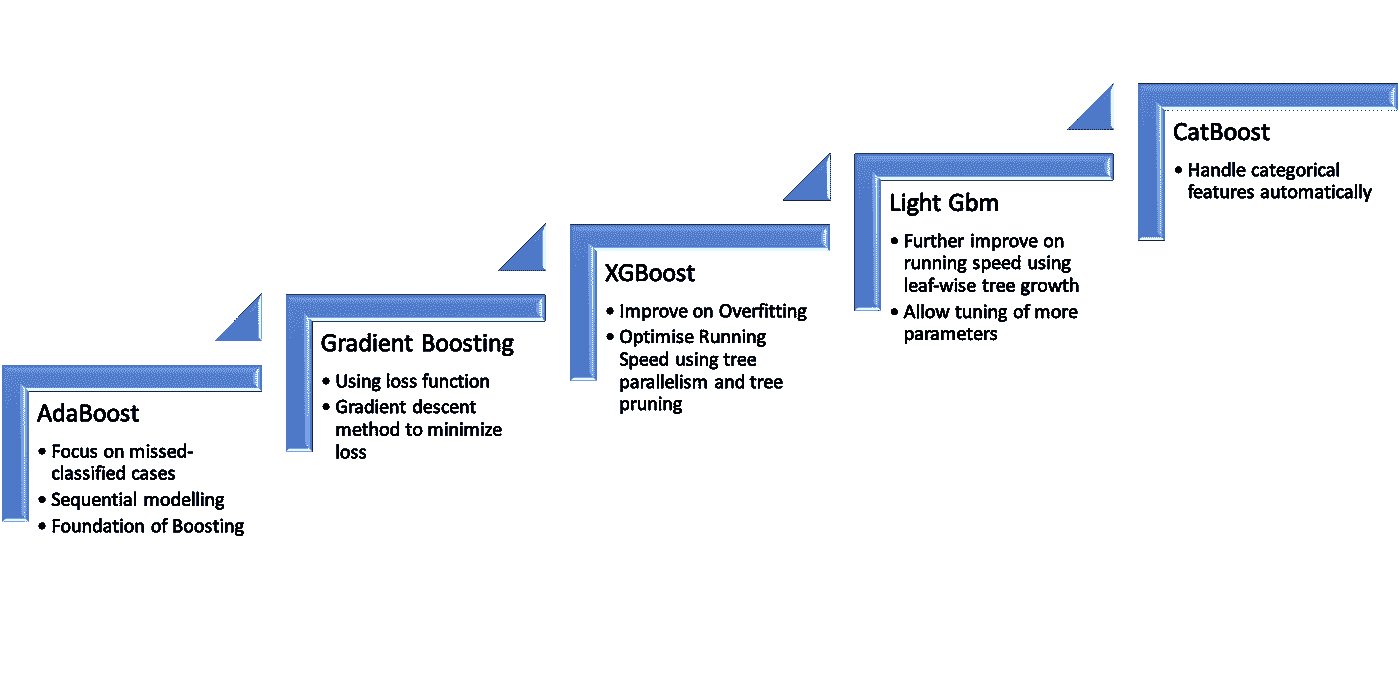 AdaBoost
• Focus on missed-
classified cases
• Sequential modelling
• Foundation of Boosting
Gradient Boosting
• Using loss function
• Gradient descent
method to minimize
loss
XGBoost
• Improve on Overfitting
• Optimise Running
Speed using tree
parallelism and tree
pruning
Light Gbm
• Further improve on
running speed using
leaf-wise tree growth
• Allow tuning of more
parameters
CatBoost
• Handle categorical
features automatically